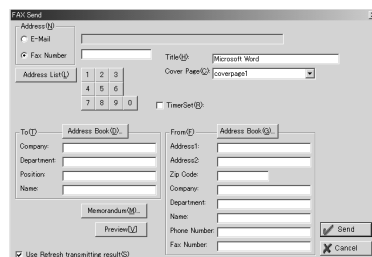 FAX Send
Address(N)
E-Mail
Fax Number
Title(H): Microsoft Word
Address List(L) 1 2 3
Cover Page(C): coverpage1
4 5 6
7 8 9 0
TimerSet(R):
To(T) Address Book(D)...
From(F) Address Book(G)...
Company:
Department:
Position:
Name:
Address1:
Address2:
Zip Code:
Company:
Department:
Name:
Phone Number:
Fax Number:
Memorandum(M)...
Preview[V]
Send
Cancel
Use Refresh transmitting result(S)